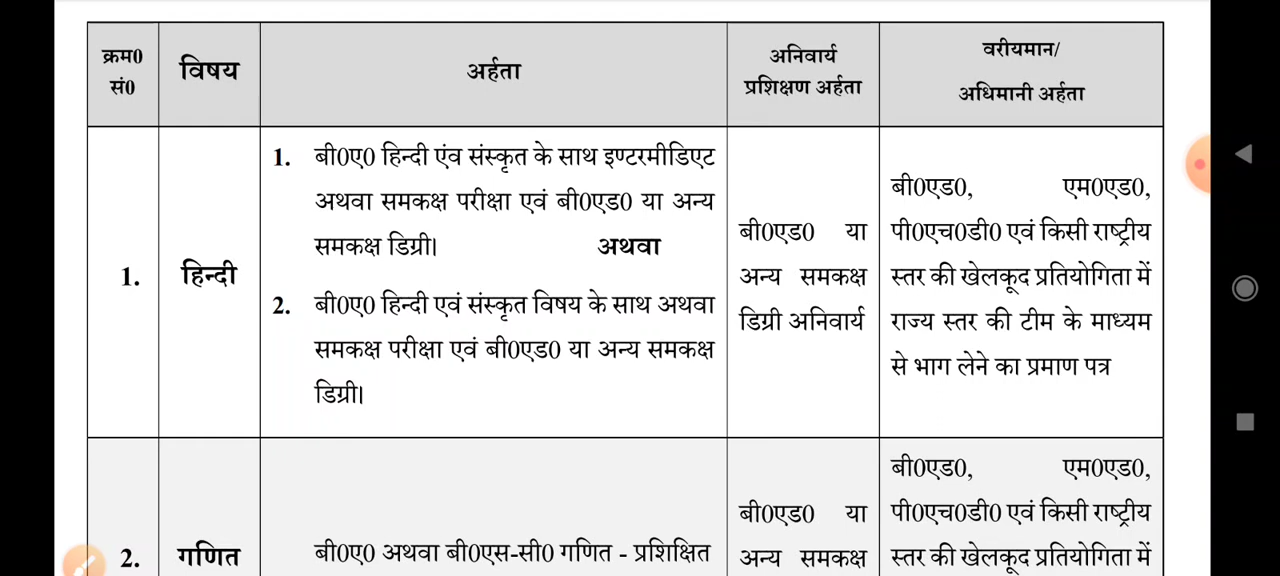 क्रम0
सं0
विषय
अर्हता
अनिवार्य
प्रशिक्षण अर्हता
वरीयमान/
अधिमानी अर्हता
1.
हिन्दी
1. बी0ए0 हिन्दी एंव संस्कृत के साथ इण्टरमीडिएट
अथवा समकक्ष परीक्षा एवं बी0एड0 या अन्य
समकक्ष डिग्री। अथवा
2. बी0ए0 हिन्दी एवं संस्कृत विषय के साथ अथवा
समकक्ष परीक्षा एवं बी0एड0 या अन्य समकक्ष
डिग्री।
बी0एड0 या
अन्य समकक्ष
डिग्री अनिवार्य
बी0एड0, एम0एड0,
पी0एच0डी0 एवं किसी राष्ट्रीय
स्तर की खेलकूद प्रतियोगिता में
राज्य स्तर की टीम के माध्यम
से भाग लेने का प्रमाण पत्र
2.
गणित
बी0ए0 अथवा बी0एस-सी0 गणित - प्रशिक्षित
बी0एड0 या
अन्य समकक्ष
बी0एड0, एम0एड0,
पी0एच0डी0 एवं किसी राष्ट्रीय
स्तर की खेलकूद प्रतियोगिता में